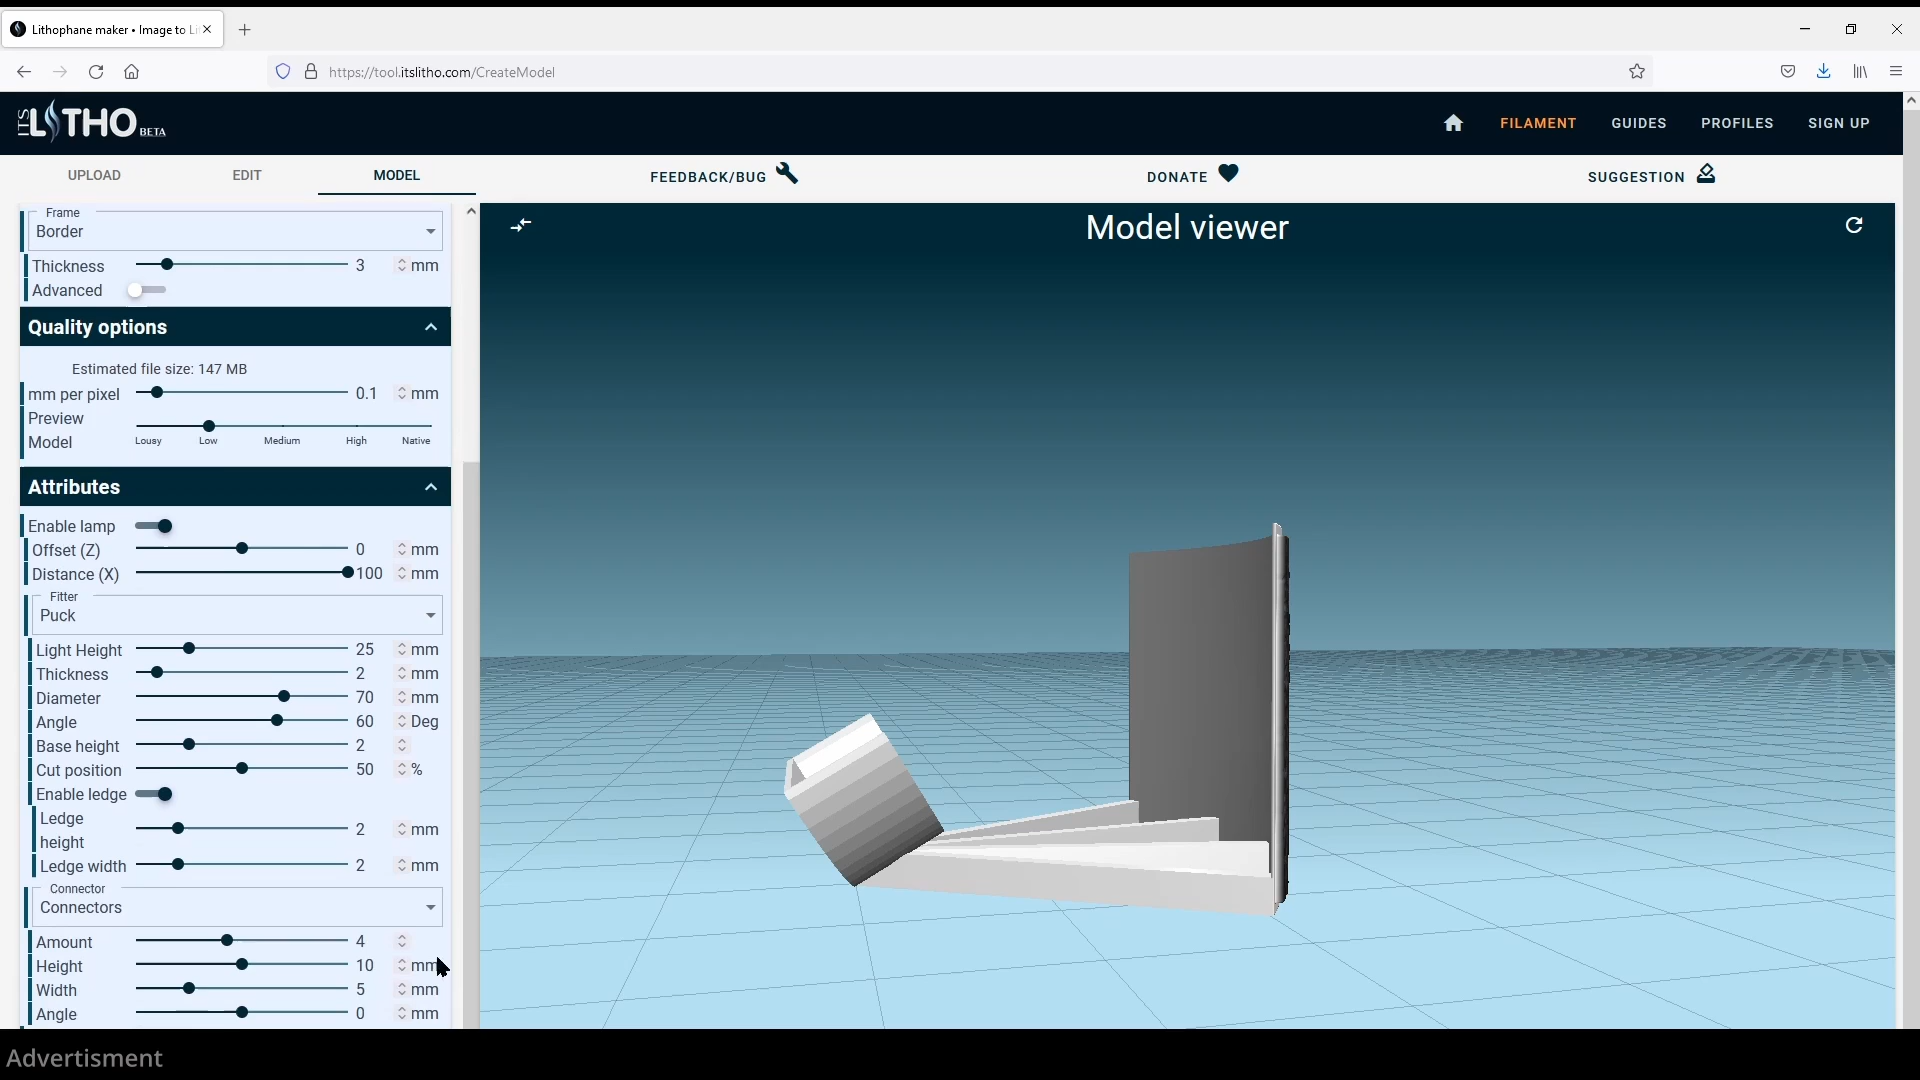 Lithophane maker • Image to Li
https://tool.itslitho.com/CreateModel
ITS LITHO BETA
FILAMENT GUIDES PROFILES SIGN UP
UPLOAD EDIT MODEL FEEDBACK/BUG DONATE SUGGESTION
Model viewer
Frame
Border
Thickness 3 mm
Advanced
Quality options
Estimated file size: 147 MB
mm per pixel 0.1 mm
Preview
Model
Lousy Low Medium High Native
Attributes
Enable lamp
Offset (Z) 0 mm
Distance (X) 100 mm
Fitter
Puck
Light Height 25 mm
Thickness 2 mm
Diameter 70 mm
Angle 60 Deg
Base height 2
Cut position 50 %
Enable ledge
Ledge
height 2 mm
Ledge width 2 mm
Connector
Connectors
Amount 4
Height 10 mm
Width 5 mm
Angle 0 mm
Advertisment